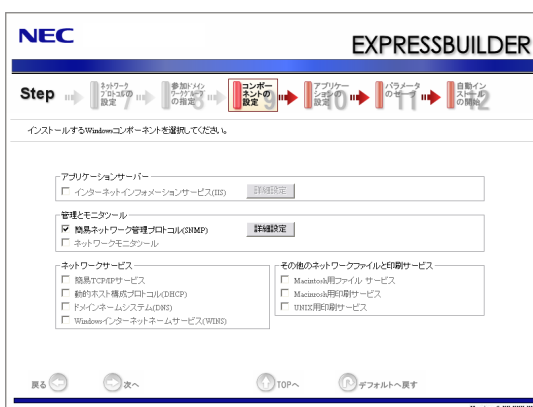 NEC
EXPRESSBUILDER
Step
ネットワーク
プロトコルの
設定 7
参加ドメイン
ワークグループ
の指定 8
コンポー
ネントの
設定 9
アプリケー
ションの
設定 10
パラメータ
のセーブ 11
自動イン
ストール
の開始 12
インストールするWindowsコンポーネントを選択してください。
アプリケーションサーバー
インターネットインフォメーションサービス(IIS)
詳細設定
管理とモニタツール
簡易ネットワーク管理プロトコル(SNMP)
詳細設定
ネットワークモニタツール
ネットワークサービス
簡易TCP/IPサービス
動的ホスト構成プロトコル(DHCP)
ドメインネームシステム(DNS)
Windowsインターネットネームサービス(WINS)
その他のネットワークファイルと印刷サービス
Macintosh用ファイル サービス
Macintosh用印刷サービス
UNIX用印刷サービス
戻る
次へ
TOPへ
デフォルトへ戻す